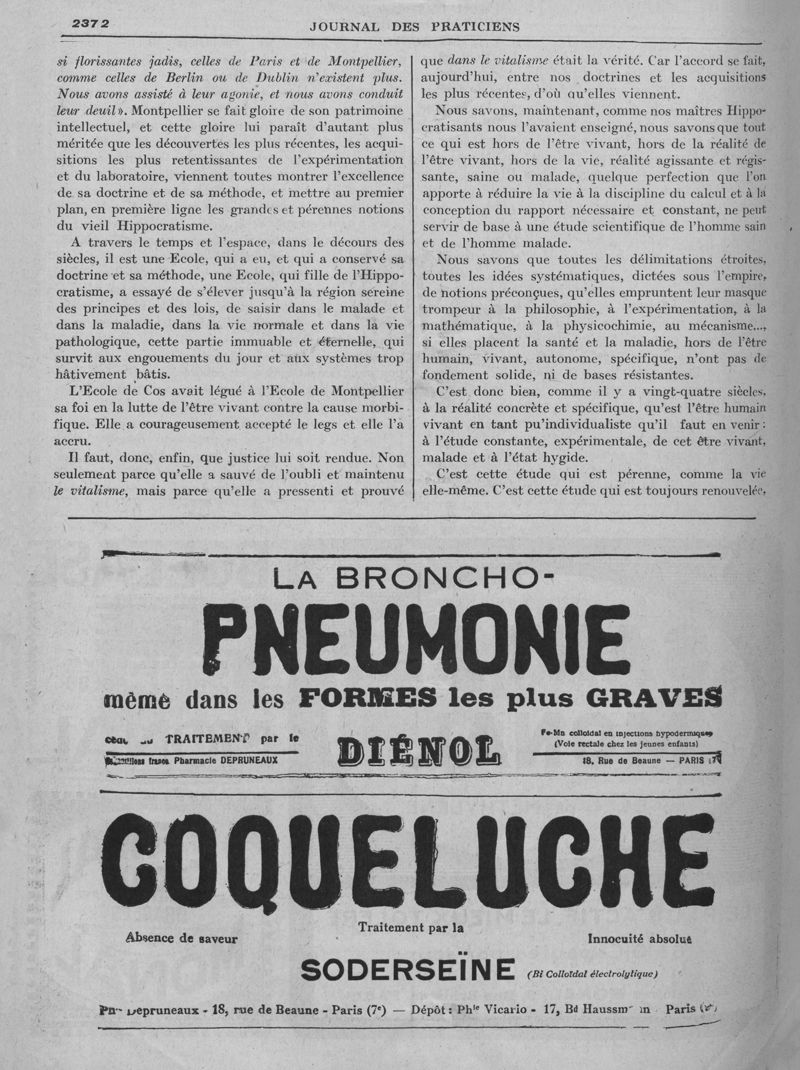 2372
JOURNAL DES PRATICIENS
si florissantes jadis, celles de Paris et de Montpellier,
comme celles de Berlin ou de Dublin n'existent plus.
Nous avons assisté à leur agonie, et nous avons conduit
leur deuil ». Montpellier se fait gloire de son patrimoine
intellectuel, et cette gloire lui paraît d'autant plus
méritée que les découvertes les plus récentes, les acqui-
sitions les plus retentissantes de l'expérimentation
et du laboratoire, viennent toutes montrer l'excellence
de sa doctrine et de sa méthode, et mettre au premier
plan, en première ligne les grandes et pérennes notions
du vieil Hippocratisme.
A travers le temps et l'espace, dans le décours des
siècles, il est une Ecole, qui a eu, et qui a conservé sa
doctrine et sa méthode, une Ecole, qui fille de l'Hippo-
cratisme, a essayé de s'élever jusqu'à la région sereine
des principes et des lois, de saisir dans le malade et
dans la maladie, dans la vie normale et dans la vie
pathologique, cette partie immuable et éternelle, qui
survit aux engouements du jour et aux systèmes trop
hâtivement bâtis.
L'Ecole de Cos avait légué à l'Ecole de Montpellier
sa foi en la lutte de l'être vivant contre la cause morbi-
fique. Elle a courageusement accepté le legs et elle l'a
accru.
Il faut, donc, enfin, que justice lui soit rendue. Non
seulement parce qu'elle a sauvé de l'oubli et maintenu
le vitalisme, mais parce qu'elle a pressenti et prouvé
que dans le vitalisme était la vérité. Car l'accord se fait,
aujourd'hui, entre nos doctrines et les acquisitions
les plus récentes, d'où qu'elles viennent.
Nous savons, maintenant, comme nos maîtres Hippo-
cratisants nous l'avaient enseigné, nous savons que tout
ce qui est hors de l'être vivant, hors de la réalité de
l'être vivant, hors de la vie, réalité agissante et régis-
sante, saine ou malade, quelque perfection que l'on
apporte à réduire la vie à la discipline du calcul et à la
conception du rapport nécessaire et constant, ne peut
servir de base à une étude scientifique de l'homme sain
et de l'homme malade.
Nous savons que toutes les délimitations étroites,
toutes les idées systématiques, dictées sous l'empire,
de notions préconçues, qu'elles empruntent leur masque
trompeur à la philosophie, à l'expérimentation, à la
mathématique, à la physicochimie, au mécanisme...,
si elles placent la santé et la maladie, hors de l'être
humain, vivant, autonome, spécifique, n'ont pas de
fondement solide, ni de bases résistantes.
C'est donc bien, comme il y a vingt-quatre siècles,
à la réalité concrète et spécifique, qu'est l'être humain
vivant en tant pu'individualiste qu'il faut en venir :
à l'étude constante, expérimentale, de cet être vivant,
malade et à l'état hygide.
C'est cette étude qui est pérenne, comme la vie
elle-même. C'est cette étude qui est toujours renouvelée,
LA BRONCHO-
PNEUMONIE
même dans les FORMES les plus GRAVES
TRAITEMENT par le
Pharmacie DEPRUNEAUX
DIÉNOL
Fe-Mn colloïdal en injections hypodermiques
(Voie rectale chez les jeunes enfants)
18, Rue de Beaune — PARIS
COQUELUCHE
Absence de saveur
Traitement par la
Innocuité absolue
SODERSEÏNE (Bi Colloïdal électrolytique)
Depruneaux - 18, rue de Beaune - Paris (7e) — Dépôt : Phie Vicario - 17, Bd Paris